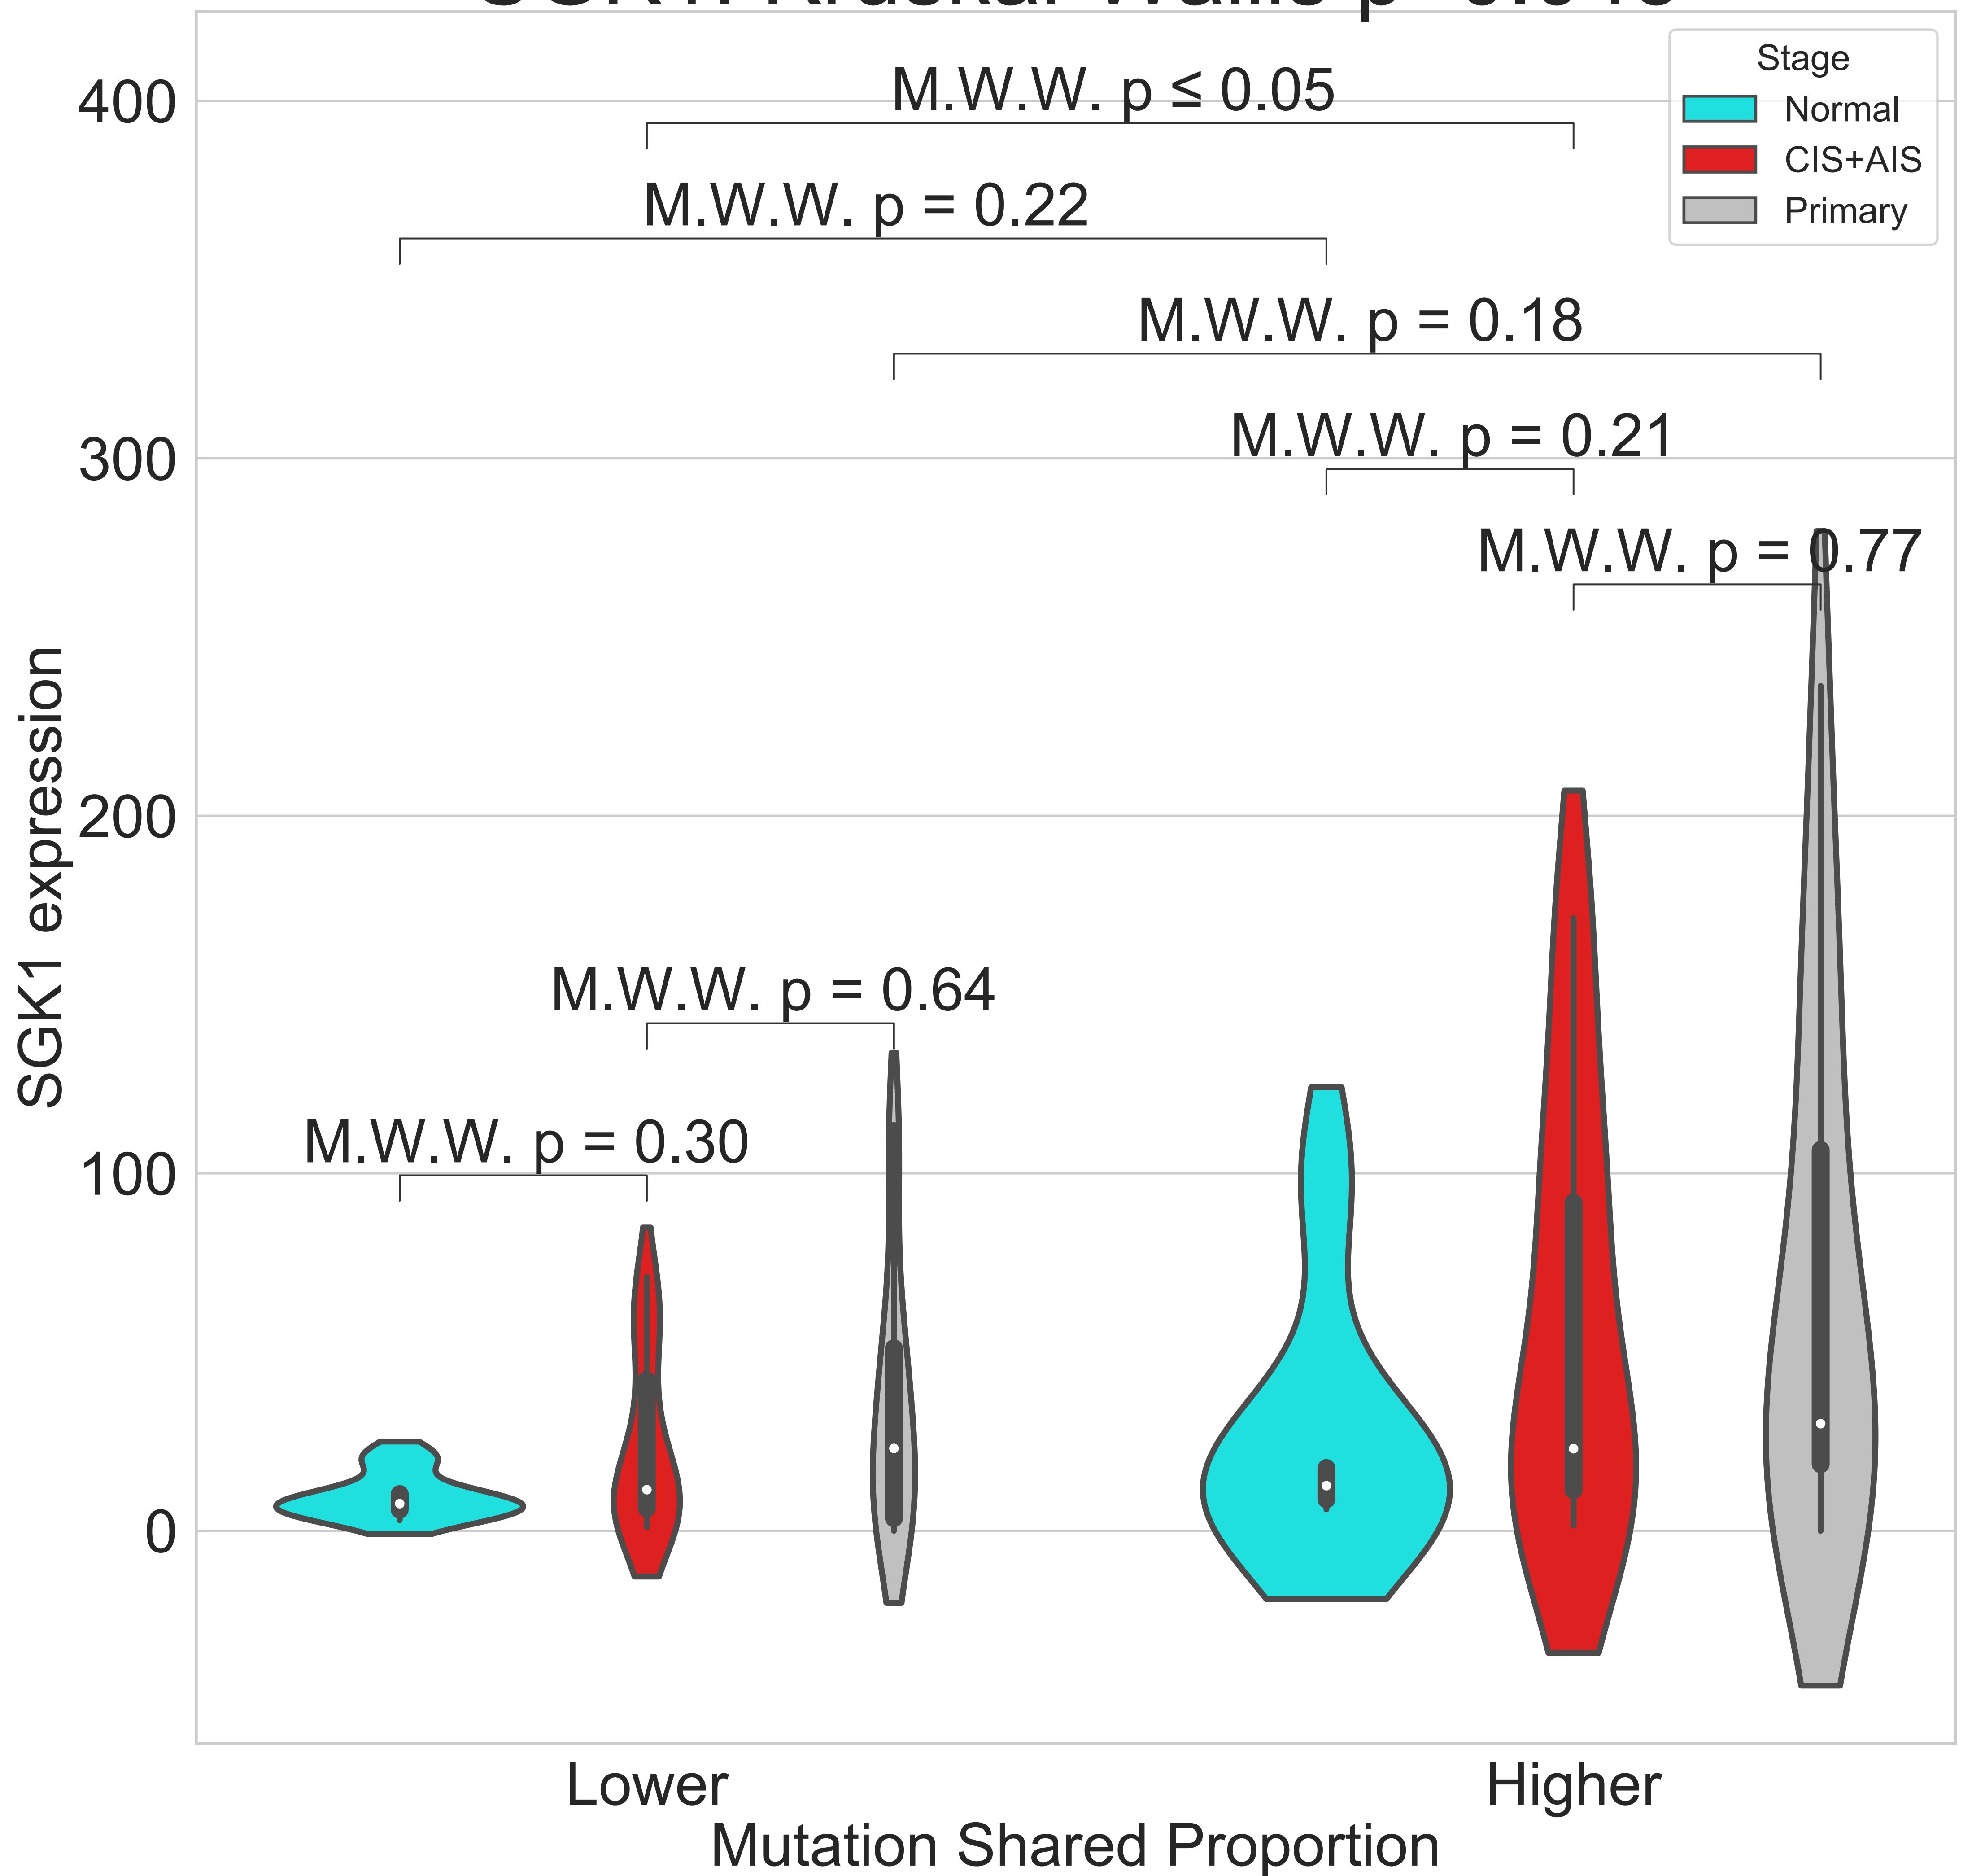 Stage
Normal
CIS+AIS
Primary
M.W.W. p ≤ 0.05
M.W.W. p = 0.22
M.W.W. p = 0.18
M.W.W. p = 0.21
M.W.W. p = 0.77
M.W.W. p = 0.64
M.W.W. p = 0.30
400
300
200
100
0
SGK1 expression
Lower
Higher
Mutation Shared Proportion